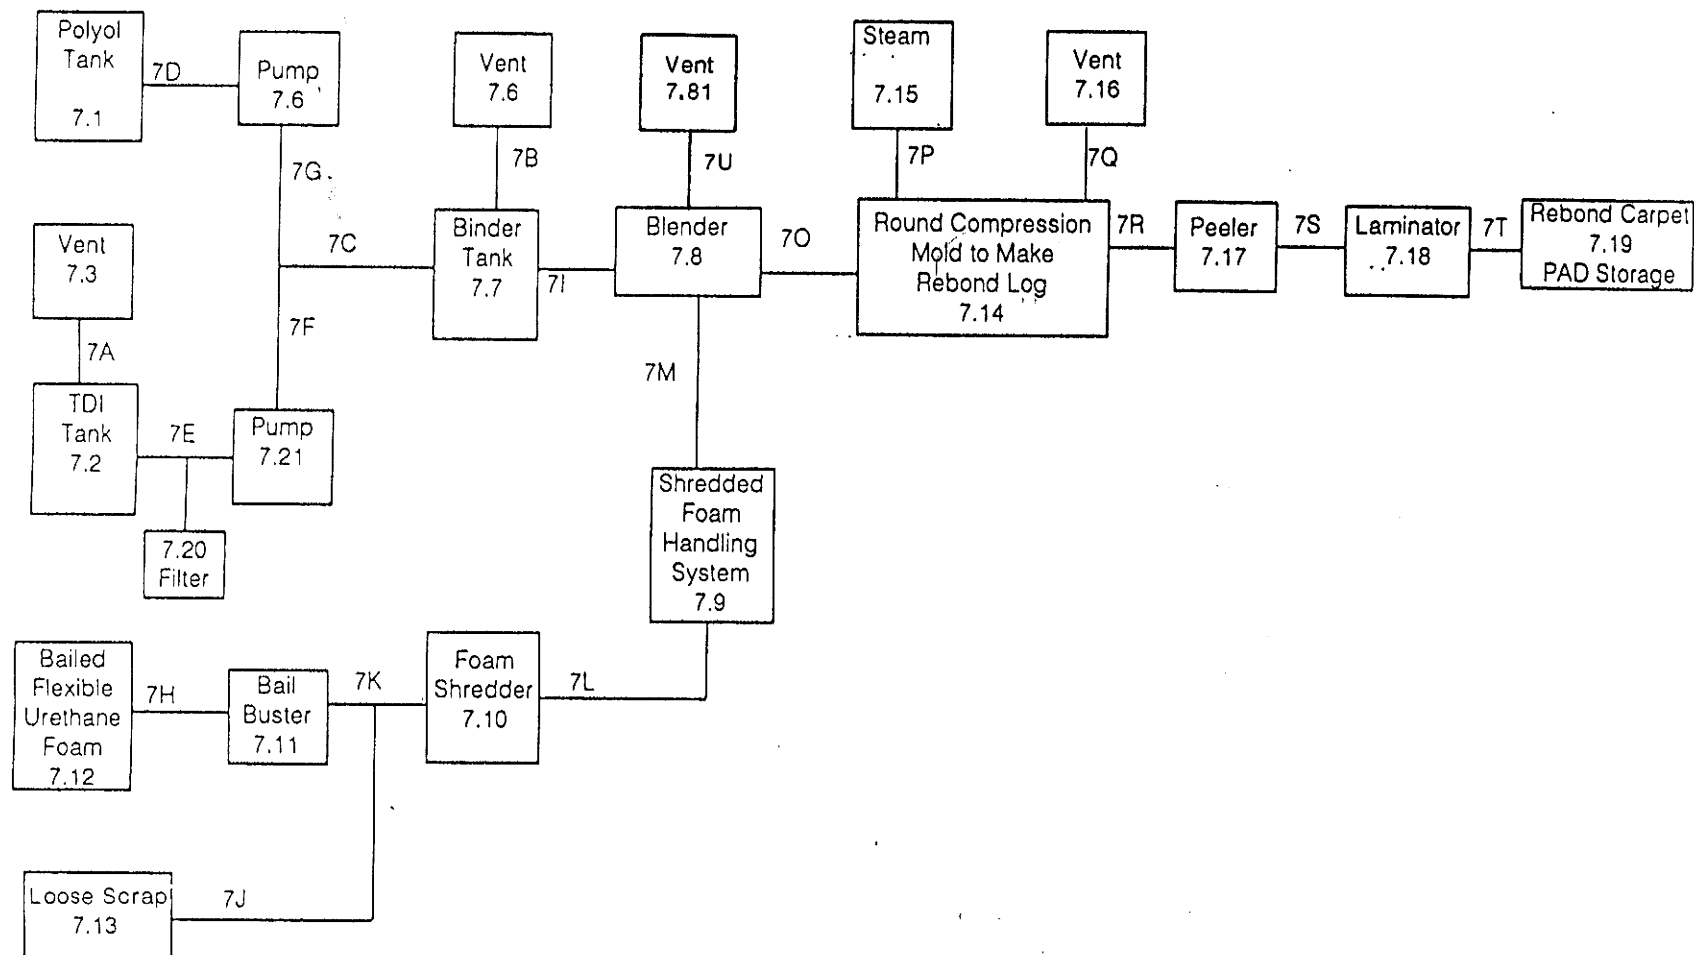 Polyol
Tank
7.1
7D
Pump
7.6
Vent
7.6
Vent
7.81
Steam
7.15
Vent
7.16
7G
7B
7U
7P
7Q
Vent
7.3
7A
7C
7F
Binder
Tank
7.7
7I
Blender
7.8
7O
Round Compression
Mold to Make
Rebond Log
7.14
7R
Peeler
7.17
7S
Laminator
7.18
7T
Rebond Carpet
7.19
PAD Storage
TDI
Tank
7.2
7E
Pump
7.21
7.20
Filter
7M
Shredded
Foam
Handling
System
7.9
Bailed
Flexible
Urethane
Foam
7.12
7H
Bail
Buster
7.11
7K
Foam
Shredder
7.10
7L
Loose Scrap
7.13
7J